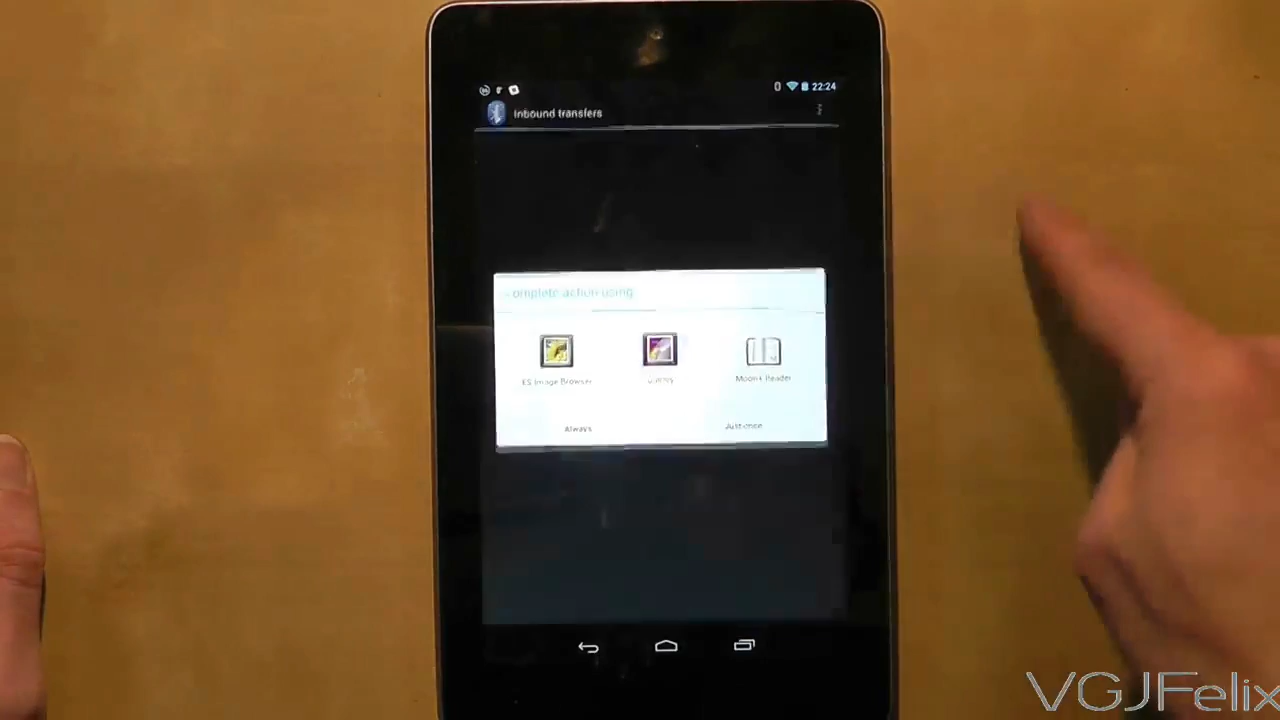 22:24
Inbound transfers
omplete action using
ES Image Browser
Moon+ Reader
Always
Just once
VGJFelix